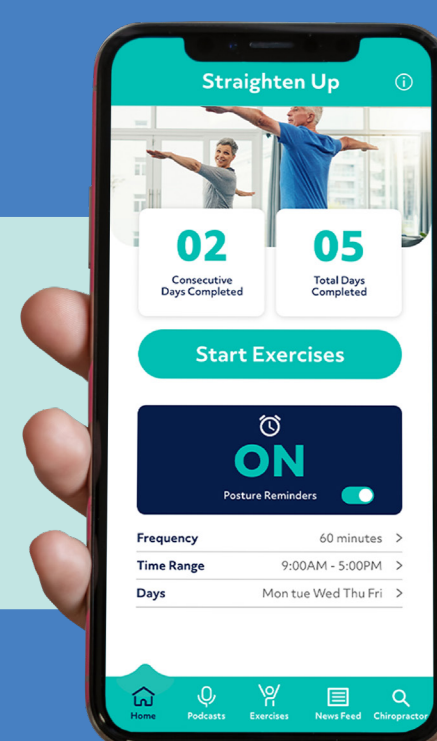 Straighten Up
02
Consecutive
Days Completed
05
Total Days
Completed
Start Exercises
ON
Posture Reminders
Frequency 60 minutes >
Time Range 9:00AM - 5:00PM >
Days Mon tue Wed Thu Fri >
Home Podcasts Exercises News Feed Chiropractor